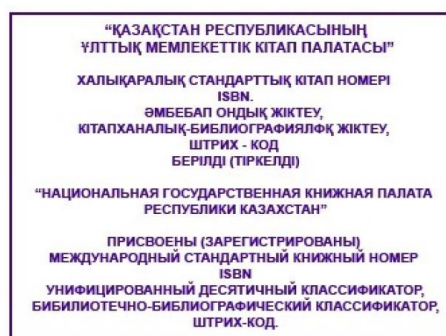 “ҚАЗАҚСТАН РЕСПУБЛИКАСЫНЫҢ
ҰЛТТЫҚ МЕМЛЕКЕТТІК КІТАП ПАЛАТАСЫ”
ХАЛЫҚАРАЛЫҚ СТАНДАРТТЫҚ КІТАП НОМЕРІ
ISBN.
ӘМБЕБАП ОНДЫҚ ЖІКТЕУ,
КІТАПХАНАЛЫҚ-БИБЛИОГРАФИЯЛФҚ ЖІКТЕУ,
ШТРИХ - КОД
БЕРІЛДІ (ТІРКЕЛДІ)
“НАЦИОНАЛЬНАЯ ГОСУДАРСТВЕННАЯ КНИЖНАЯ ПАЛАТА
РЕСПУБЛИКИ КАЗАХСТАН”
ПРИСВОЕНЫ (ЗАРЕГИСТРИРОВАНЫ)
МЕЖДУНАРОДНЫЙ СТАНДАРТНЫЙ КНИЖНЫЙ НОМЕР
ISBN
УНИФИЦИРОВАННЫЙ ДЕСЯТИЧНЫЙ КЛАССИФИКАТОР,
БИБИЛИОТЕЧНО-БИБЛИОГРАФИЧЕСКИЙ КЛАССИФИКАТОР,
ШТРИХ-КОД.